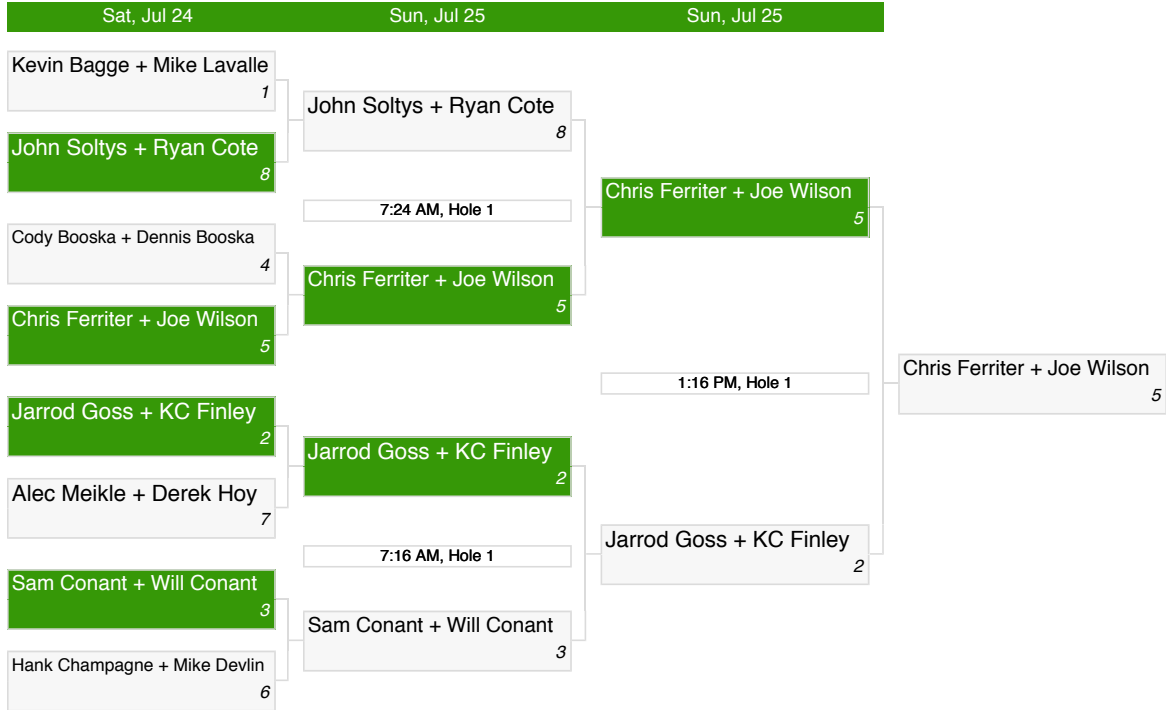 Sat, Jul 24
Sun, Jul 25
Sun, Jul 25
Kevin Bagge + Mike Lavalle
1
John Soltys + Ryan Cote
8
Cody Booska + Dennis Booska
4
Chris Ferriter + Joe Wilson
5
Jarrod Goss + KC Finley
2
Alec Meikle + Derek Hoy
7
Sam Conant + Will Conant
3
Hank Champagne + Mike Devlin
6
John Soltys + Ryan Cote
8
7:24 AM, Hole 1
Chris Ferriter + Joe Wilson
5
Jarrod Goss + KC Finley
2
7:16 AM, Hole 1
Sam Conant + Will Conant
3
Chris Ferriter + Joe Wilson
5
1:16 PM, Hole 1
Jarrod Goss + KC Finley
2
Chris Ferriter + Joe Wilson
5